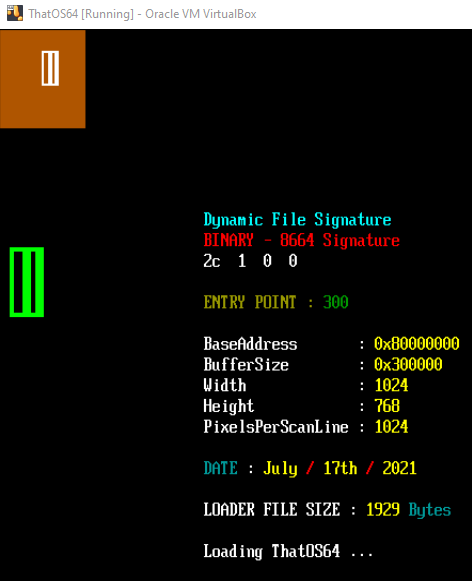 ThatOS64 [Running] - Oracle VM VirtualBox
Dynamic File Signature
BINARY - 8664 Signature
2c 1 0 0
ENTRY POINT : 300
BaseAddress : 0x80000000
BufferSize : 0x300000
Width : 1024
Height : 768
PixelsPerScanLine : 1024
DATE : July / 17th / 2021
LOADER FILE SIZE : 1929 Bytes
Loading ThatOS64 ...